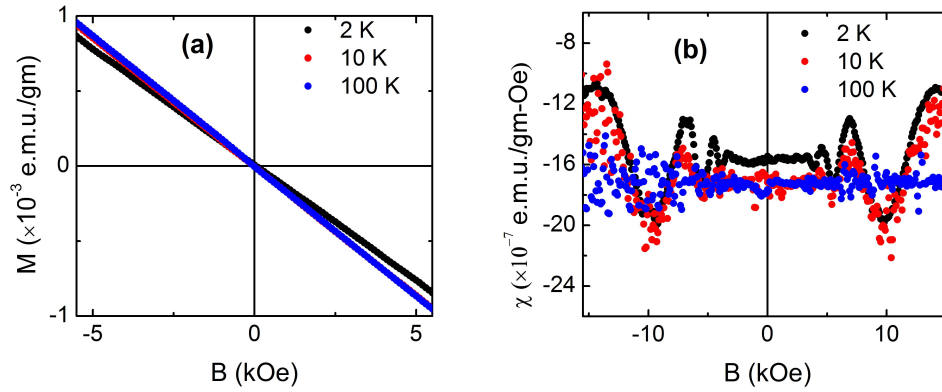 (a)
2 K
10 K
100 K
M (×10⁻³ e.m.u./gm)
1
0
-1
-5
0
5
B (kOe)
(b)
2 K
10 K
100 K
χ (×10⁻⁷ e.m.u./gm-Oe)
-8
-12
-16
-20
-24
-10
0
10
B (kOe)